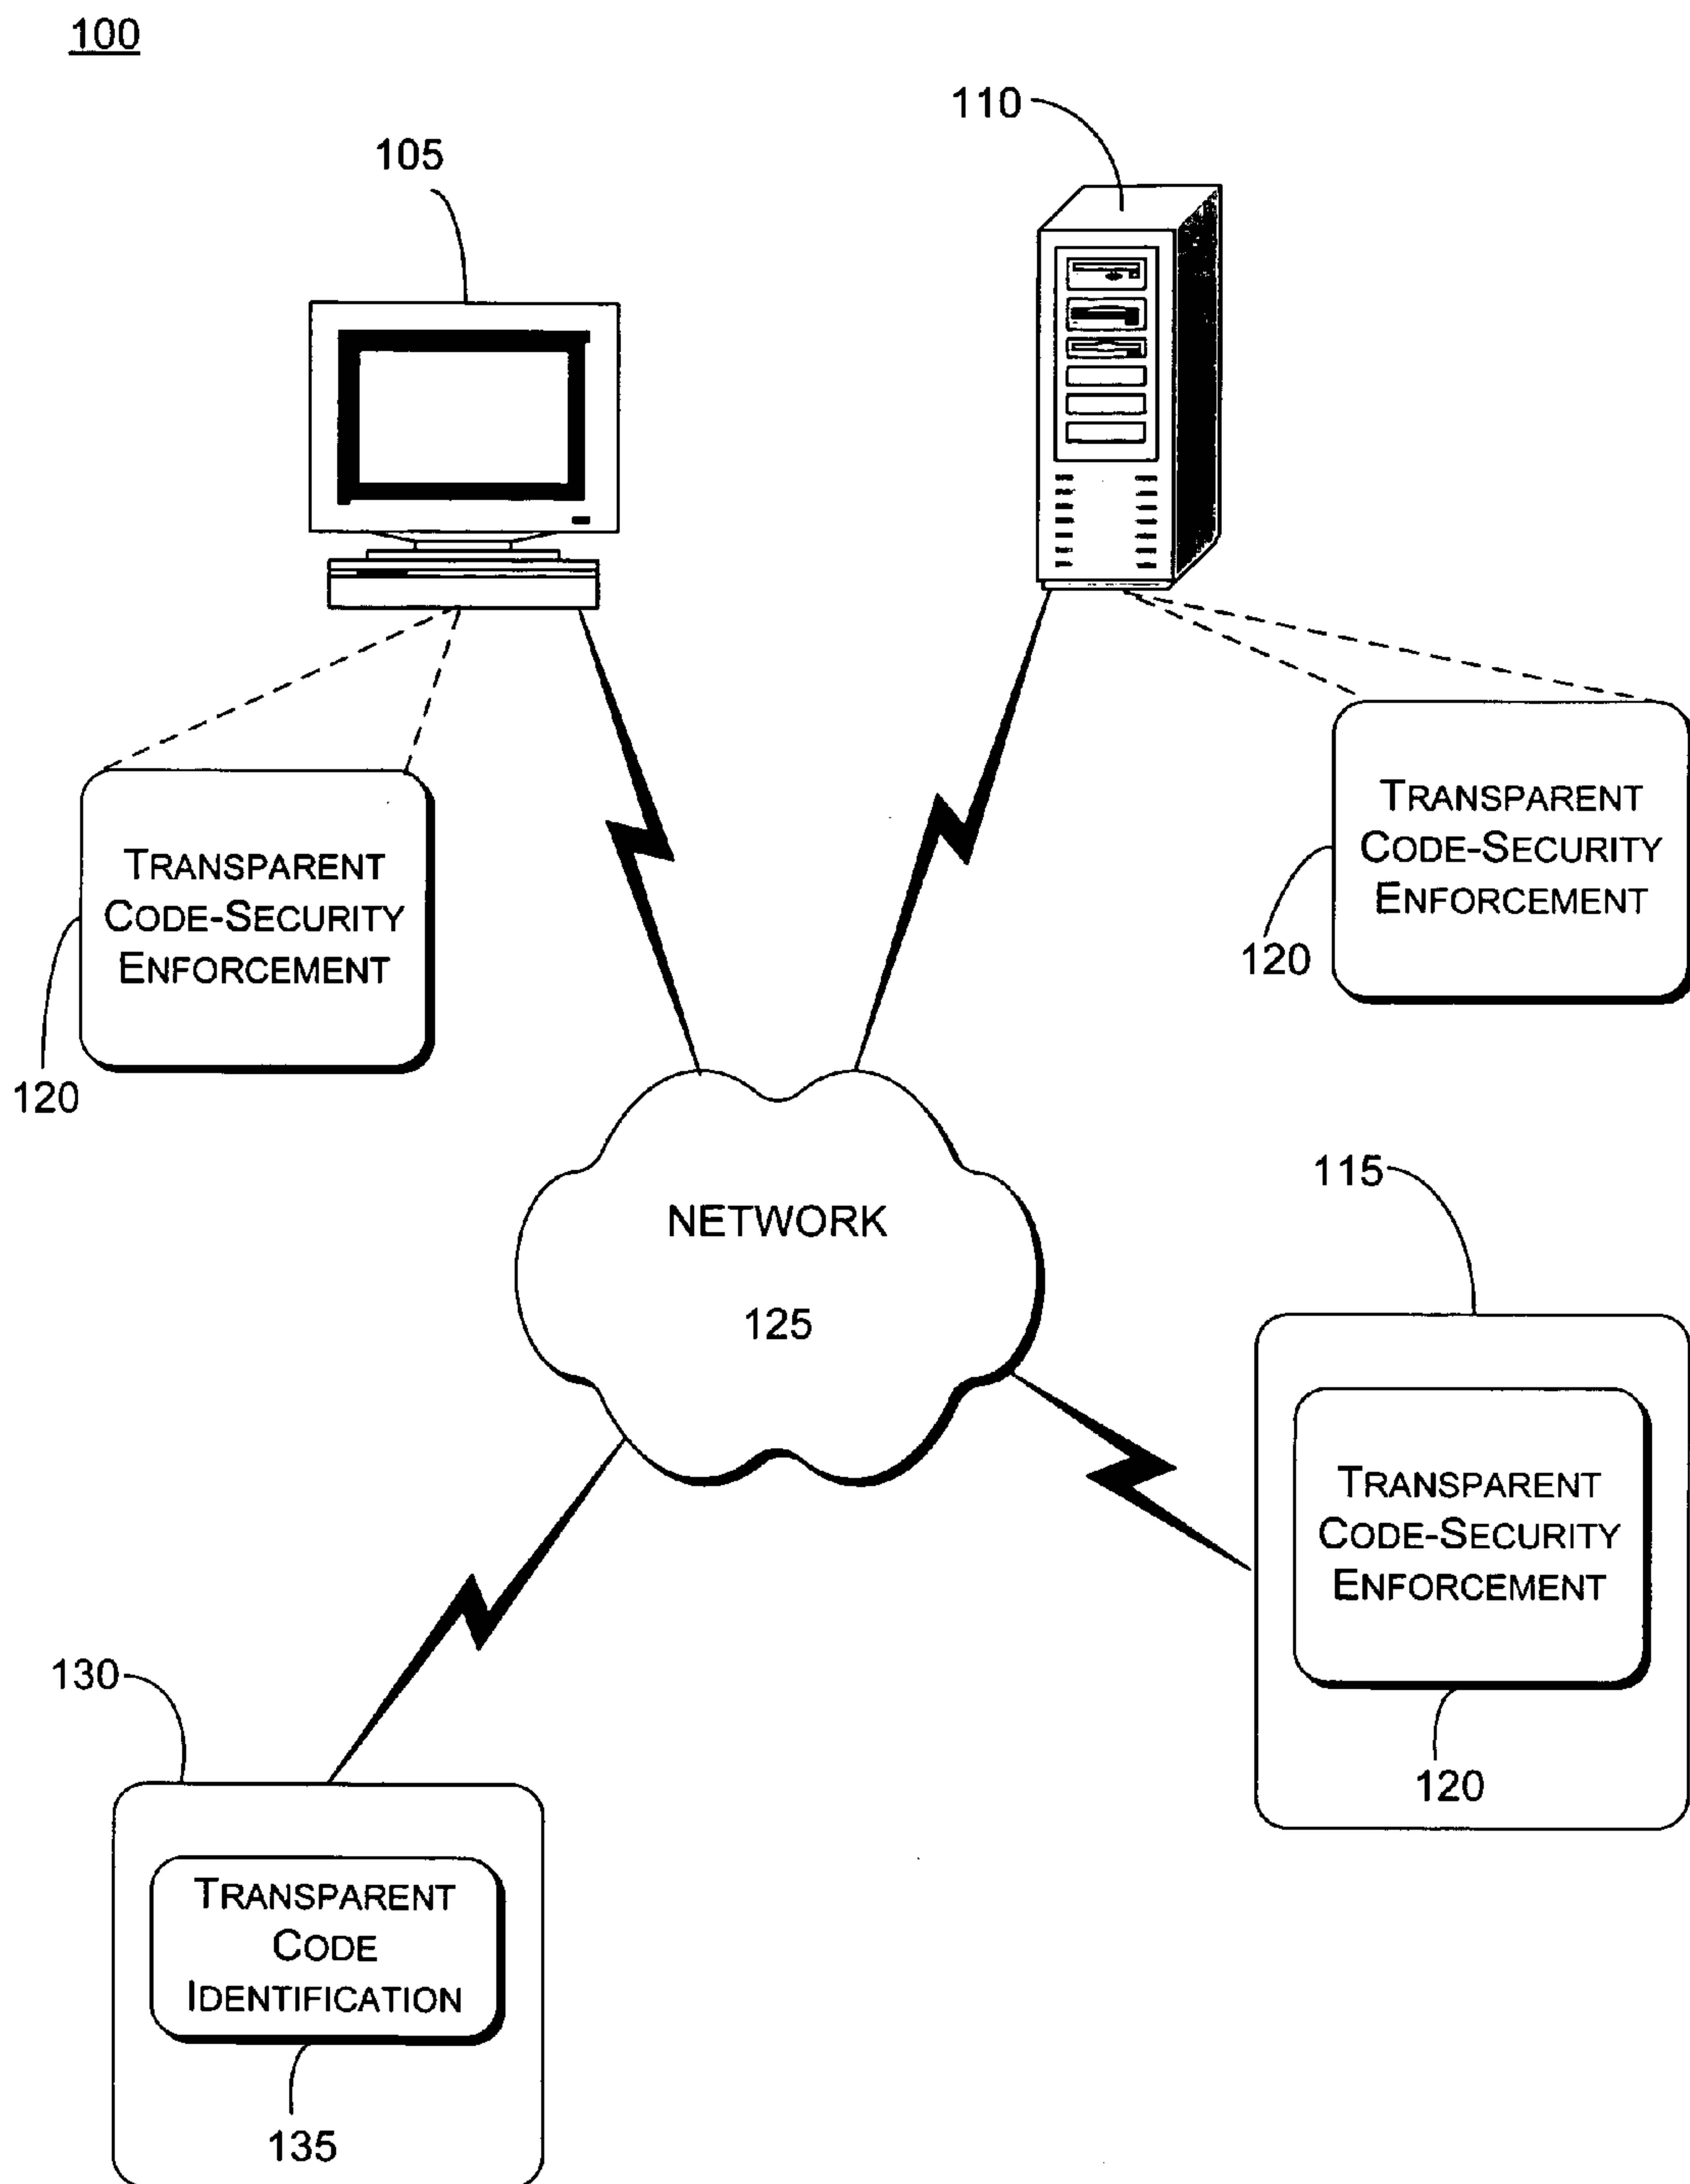 100
110
105
TRANSPARENT
CODE-SECURITY
ENFORCEMENT
120
TRANSPARENT
CODE-SECURITY
ENFORCEMENT
120
NETWORK
125
115
TRANSPARENT
CODE-SECURITY
ENFORCEMENT
120
130
TRANSPARENT
CODE
IDENTIFICATION
135